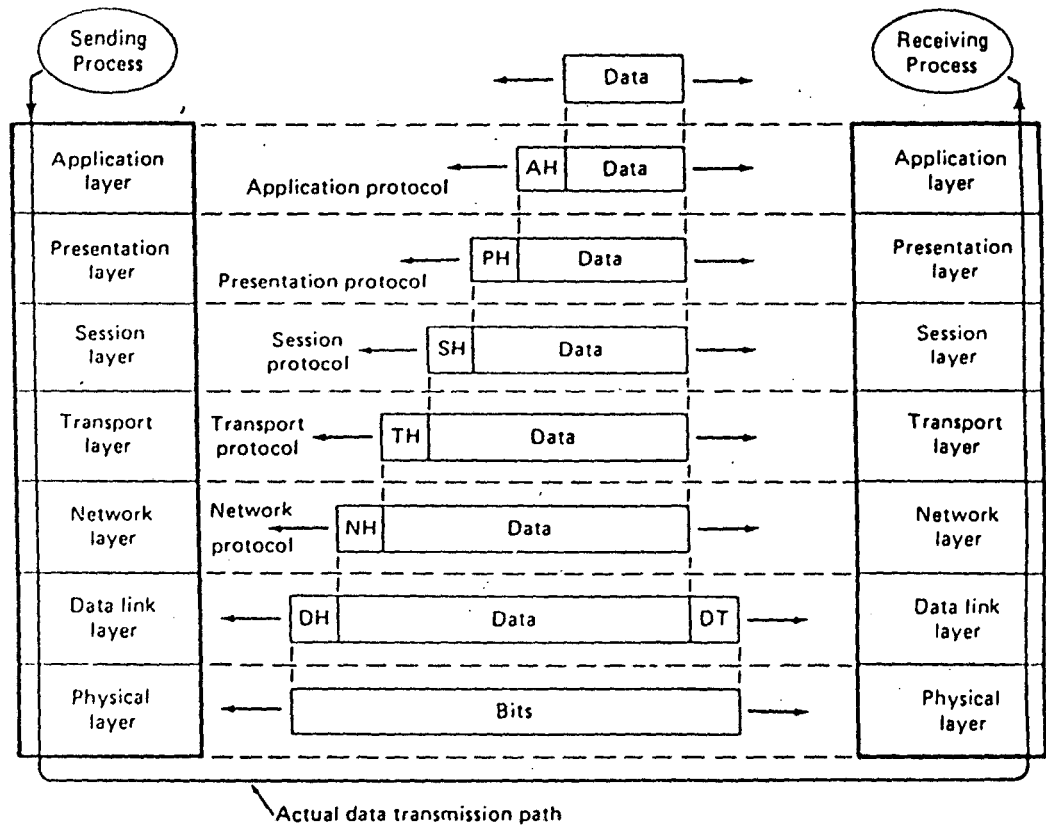 Sending
Process
Receiving
Process
Data
Application
layer
Application protocol
AH
Data
Application
layer
Presentation
layer
Presentation protocol
PH
Data
Presentation
layer
Session
layer
Session
protocol
SH
Data
Session
layer
Transport
layer
Transport
protocol
TH
Data
Transport
layer
Network
layer
Network
protocol
NH
Data
Network
layer
Data link
layer
DH
Data
DT
Data link
layer
Physical
layer
Bits
Physical
layer
Actual data transmission path